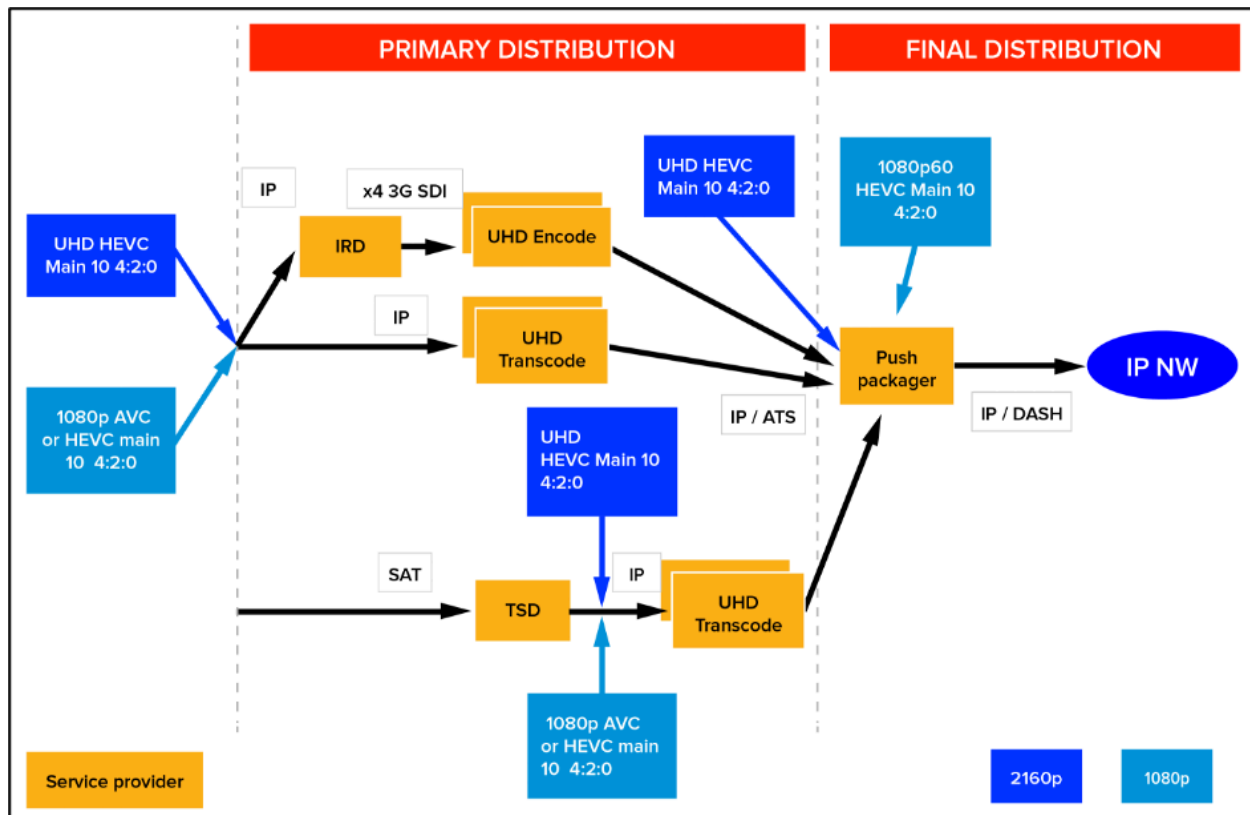 PRIMARY DISTRIBUTION
FINAL DISTRIBUTION
UHD HEVC
Main 10 4:2:0
1080p60
HEVC Main 10
4:2:0
IP
x4 3G SDI
UHD HEVC
Main 10 4:2:0
IRD
UHD Encode
IP
UHD
Transcode
Push
packager
IP NW
1080p AVC
or HEVC main
10 4:2:0
IP / ATS
IP / DASH
UHD
HEVC Main 10
4:2:0
SAT
IP
TSD
UHD
Transcode
1080p AVC
or HEVC main
10 4:2:0
Service provider
2160p
1080p